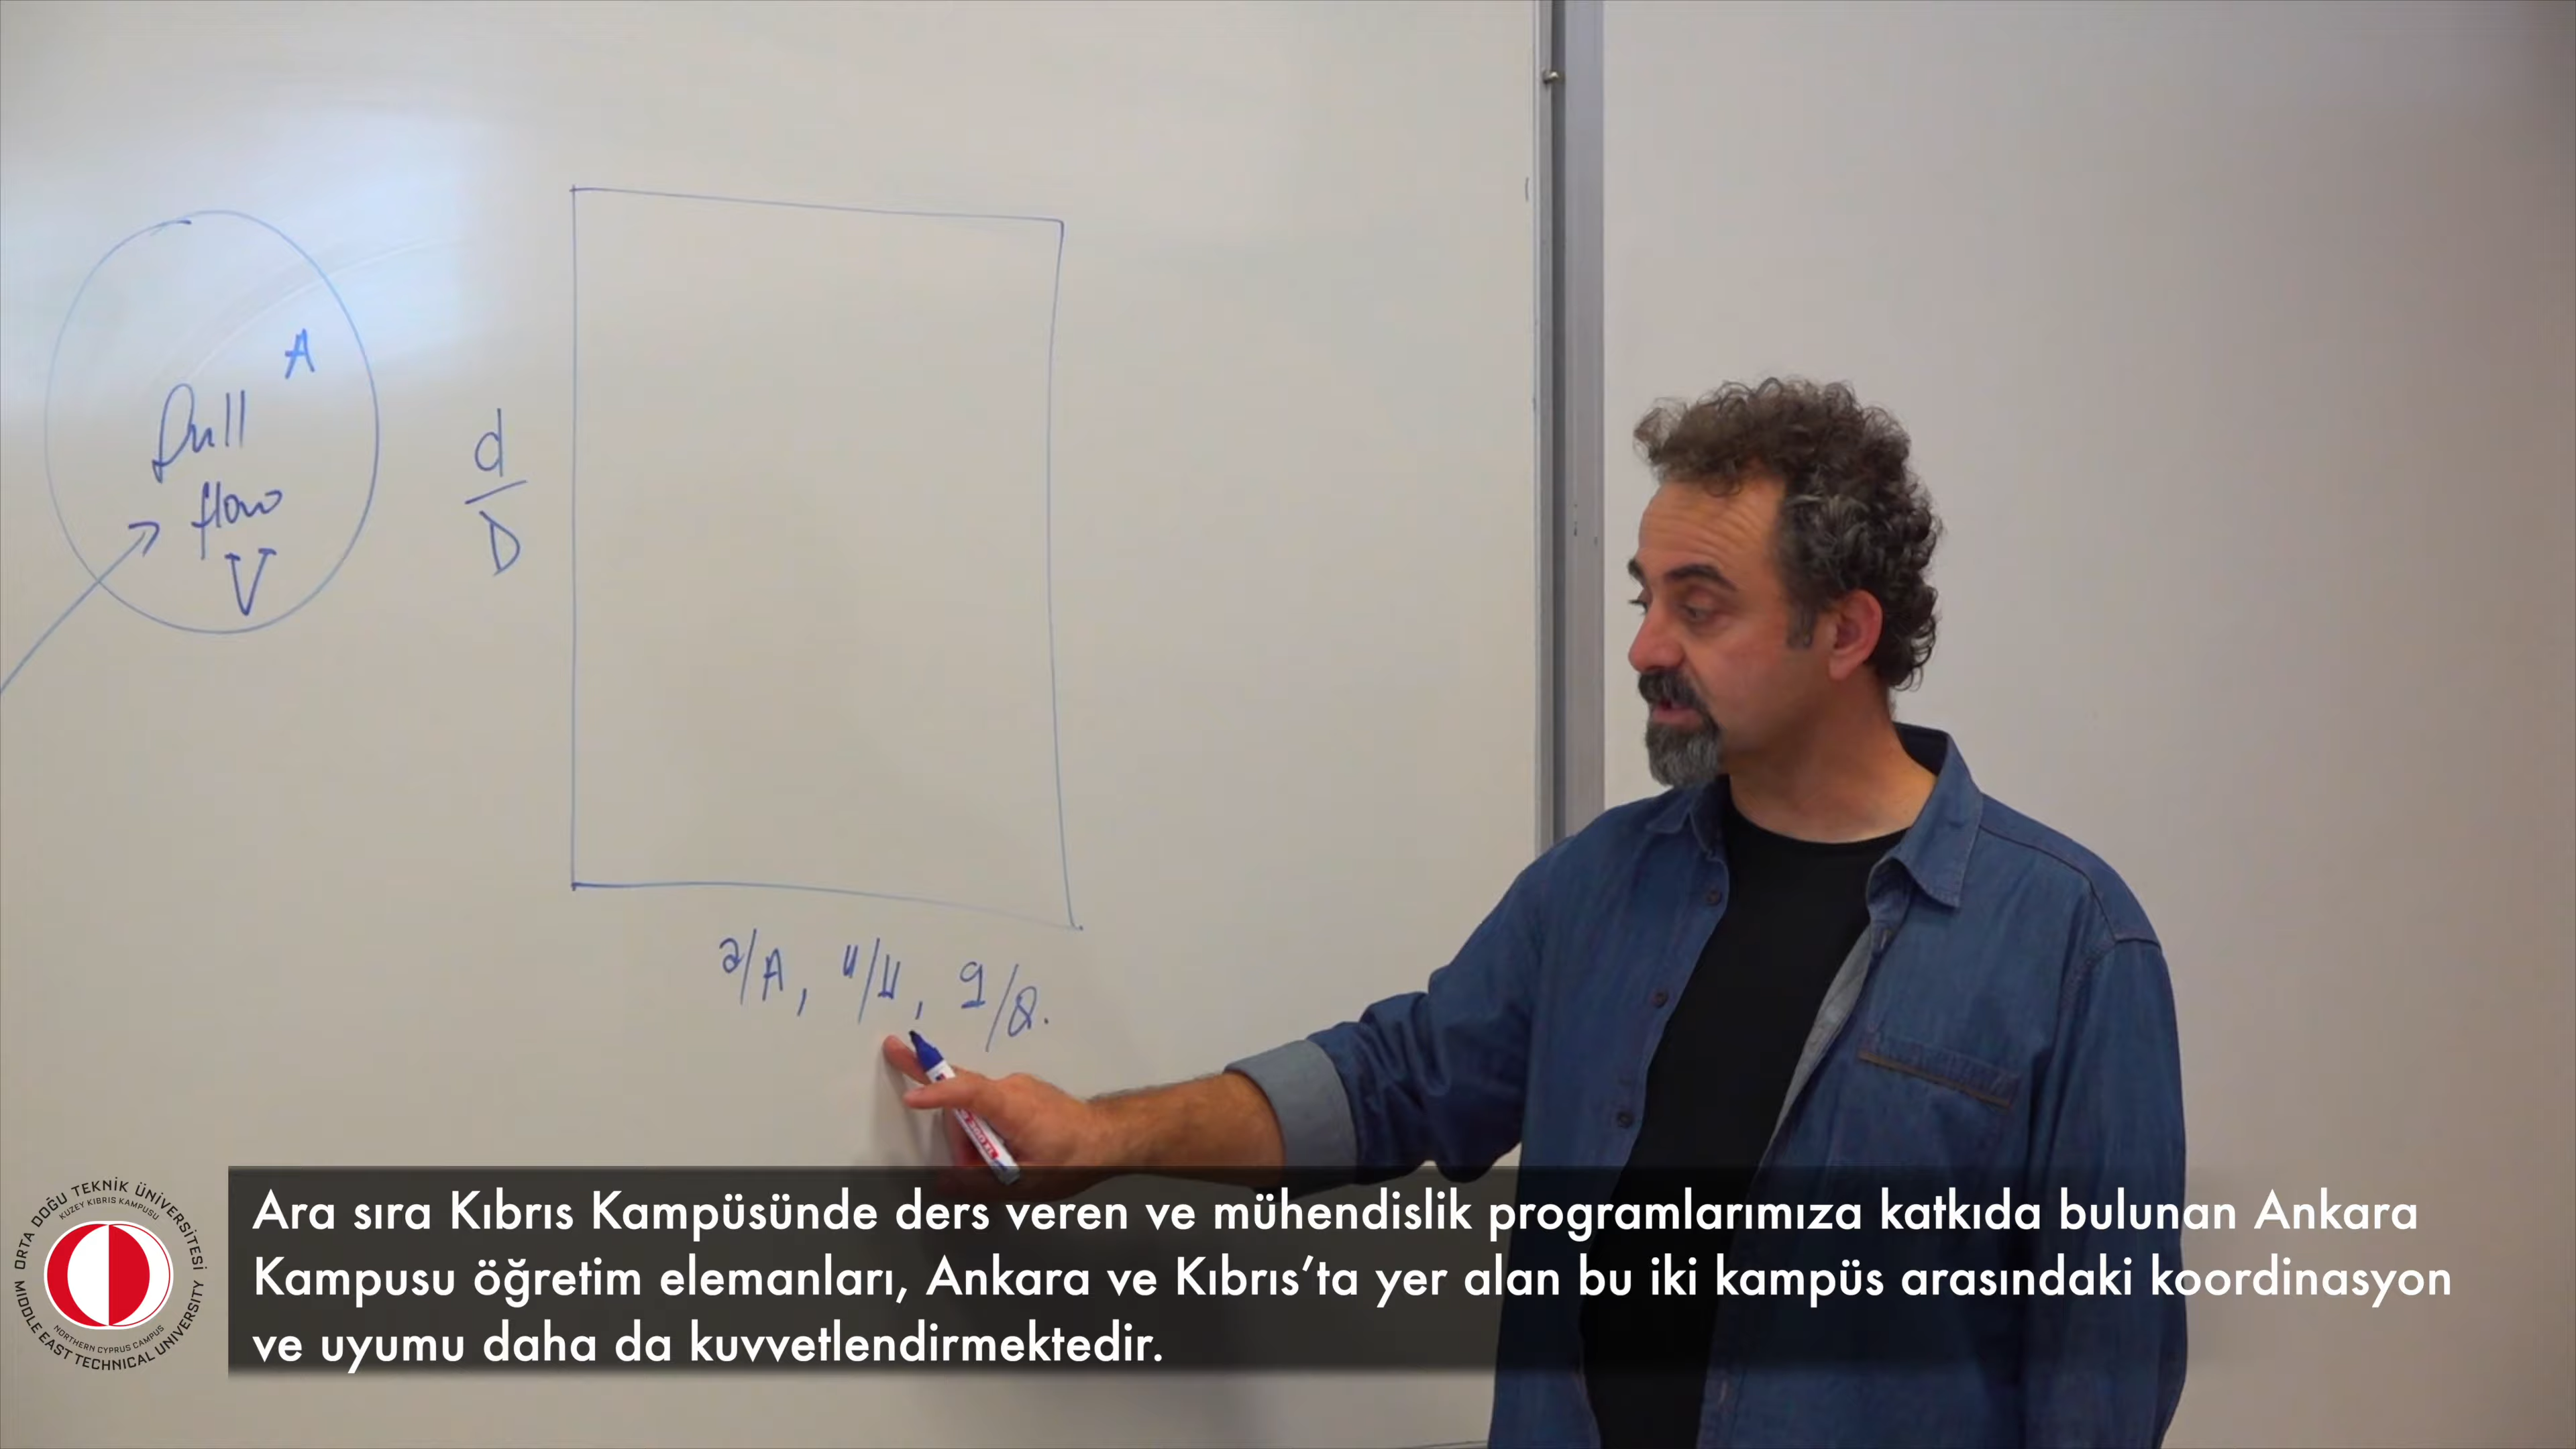 A
full
flow
V
d
D
a/A, u/U, q/Q.
ORTA DOĞU TEKNİK ÜNİVERSİTESİ
KUZEY KIBRIS KAMPUSU
NORTHERN CYPRUS CAMPUS
MIDDLE EAST TECHNICAL UNIVERSITY
Ara sıra Kıbrıs Kampüsünde ders veren ve mühendislik programlarımıza katkıda bulunan Ankara
Kampusu öğretim elemanları, Ankara ve Kıbrıs’ta yer alan bu iki kampüs arasındaki koordinasyon
ve uyumu daha da kuvvetlendirmektedir.